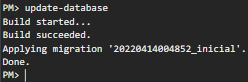 PM> update-database
Build started...
Build succeeded.
Applying migration '20220414004852_inicial'.
Done.
PM>